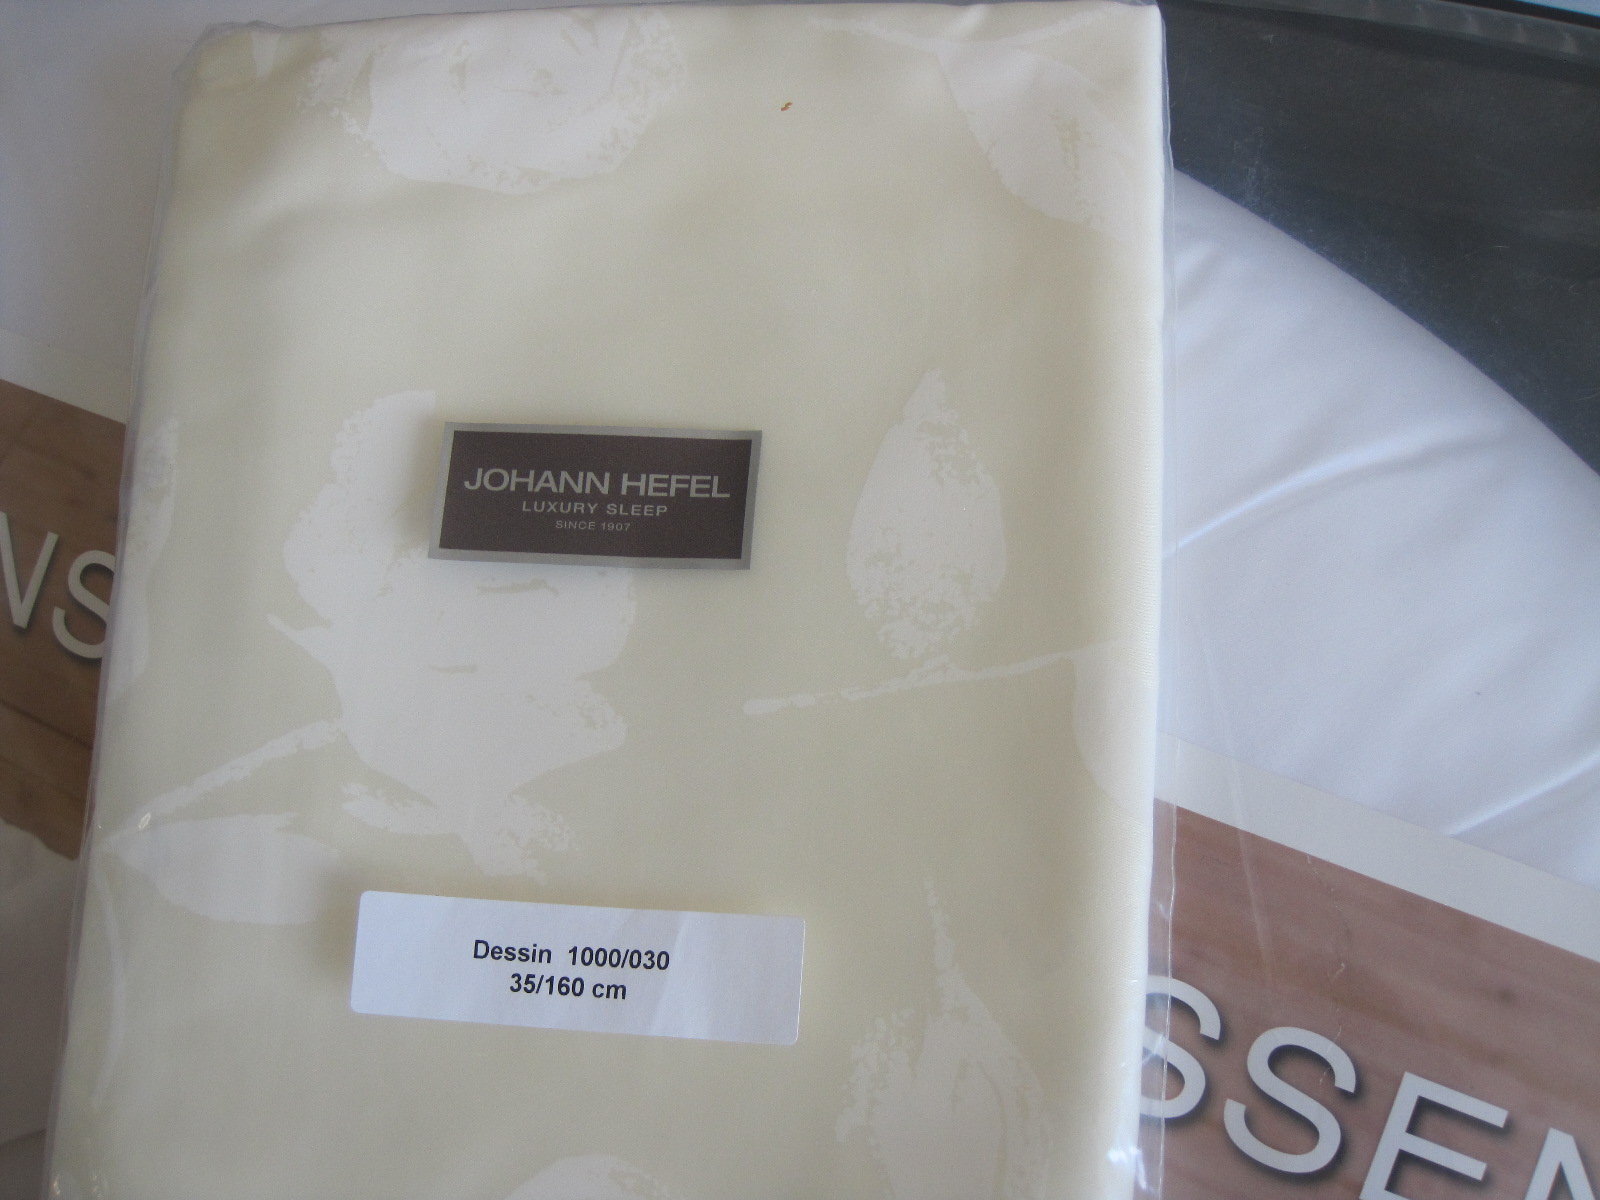 JOHANN HEFEL
LUXURY SLEEP
SINCE 1907
Dessin 1000/030
35/160 cm
NS
SSEN